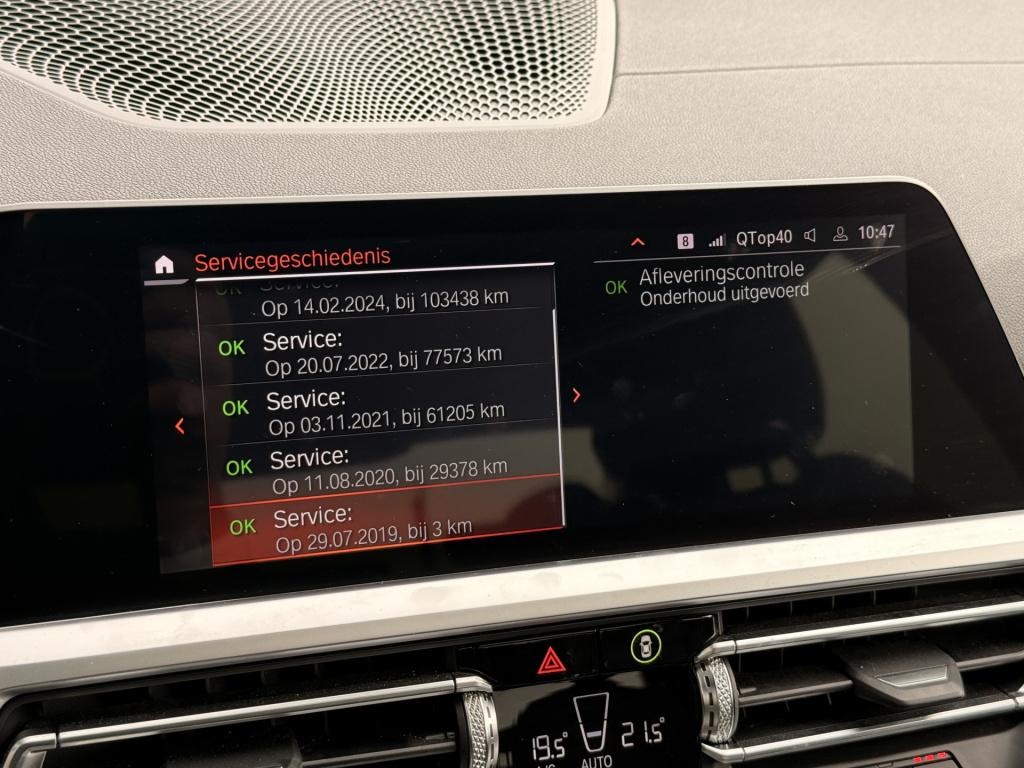 8 QTop40 10:47
Servicegeschiedenis
OK Service:
Op 14.02.2024, bij 103438 km
OK Service:
Op 20.07.2022, bij 77573 km
OK Service:
Op 03.11.2021, bij 61205 km
OK Service:
Op 11.08.2020, bij 29378 km
OK Service:
Op 29.07.2019, bij 3 km
OK Afleveringscontrole
Onderhoud uitgevoerd
19.5° 21.5°
A/C AUTO